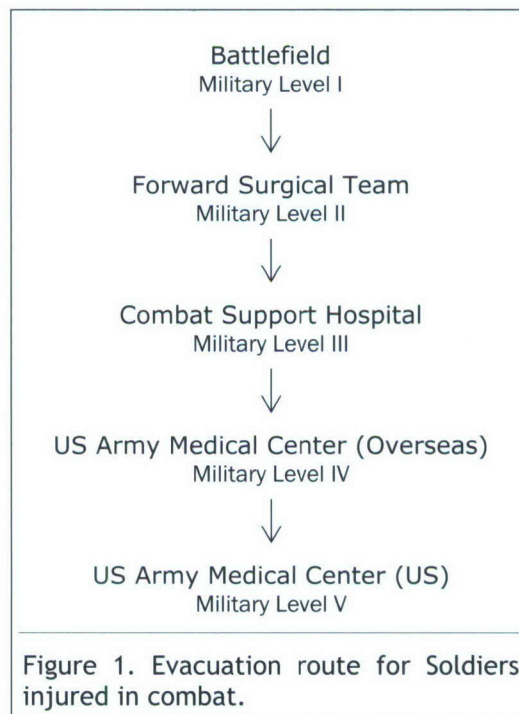 Battlefield
Military Level I
Forward Surgical Team
Military Level II
Combat Support Hospital
Military Level III
US Army Medical Center (Overseas)
Military Level IV
US Army Medical Center (US)
Military Level V
Figure 1. Evacuation route for Soldiers
injured in combat.